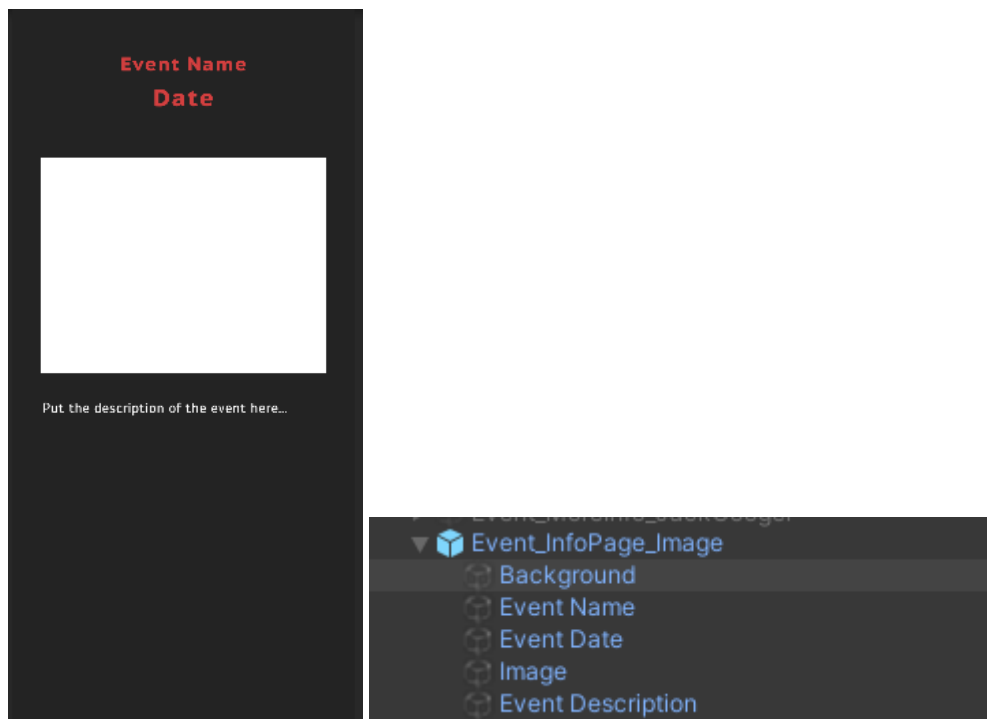 Event Name
Date
Put the description of the event here...
Event_InfoPage_Image
Background
Event Name
Event Date
Image
Event Description